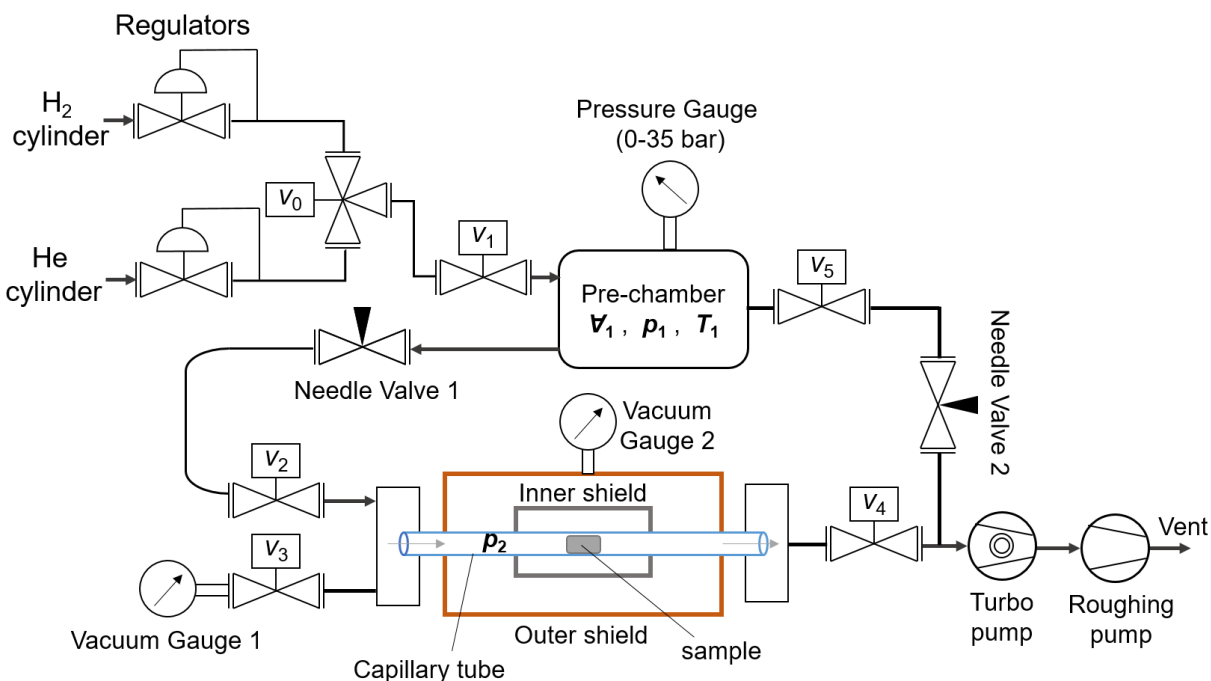 Regulators
H₂
cylinder
He
cylinder
V₀
V₁
Pressure Gauge
(0-35 bar)
Pre-chamber
∀₁ , p₁ , T₁
V₅
Needle Valve 1
Needle Valve 2
Vacuum
Gauge 2
V₂
V₃
Vacuum Gauge 1
Inner shield
p₂
Outer shield
Capillary tube
sample
V₄
Turbo
pump
Roughing
pump
Vent